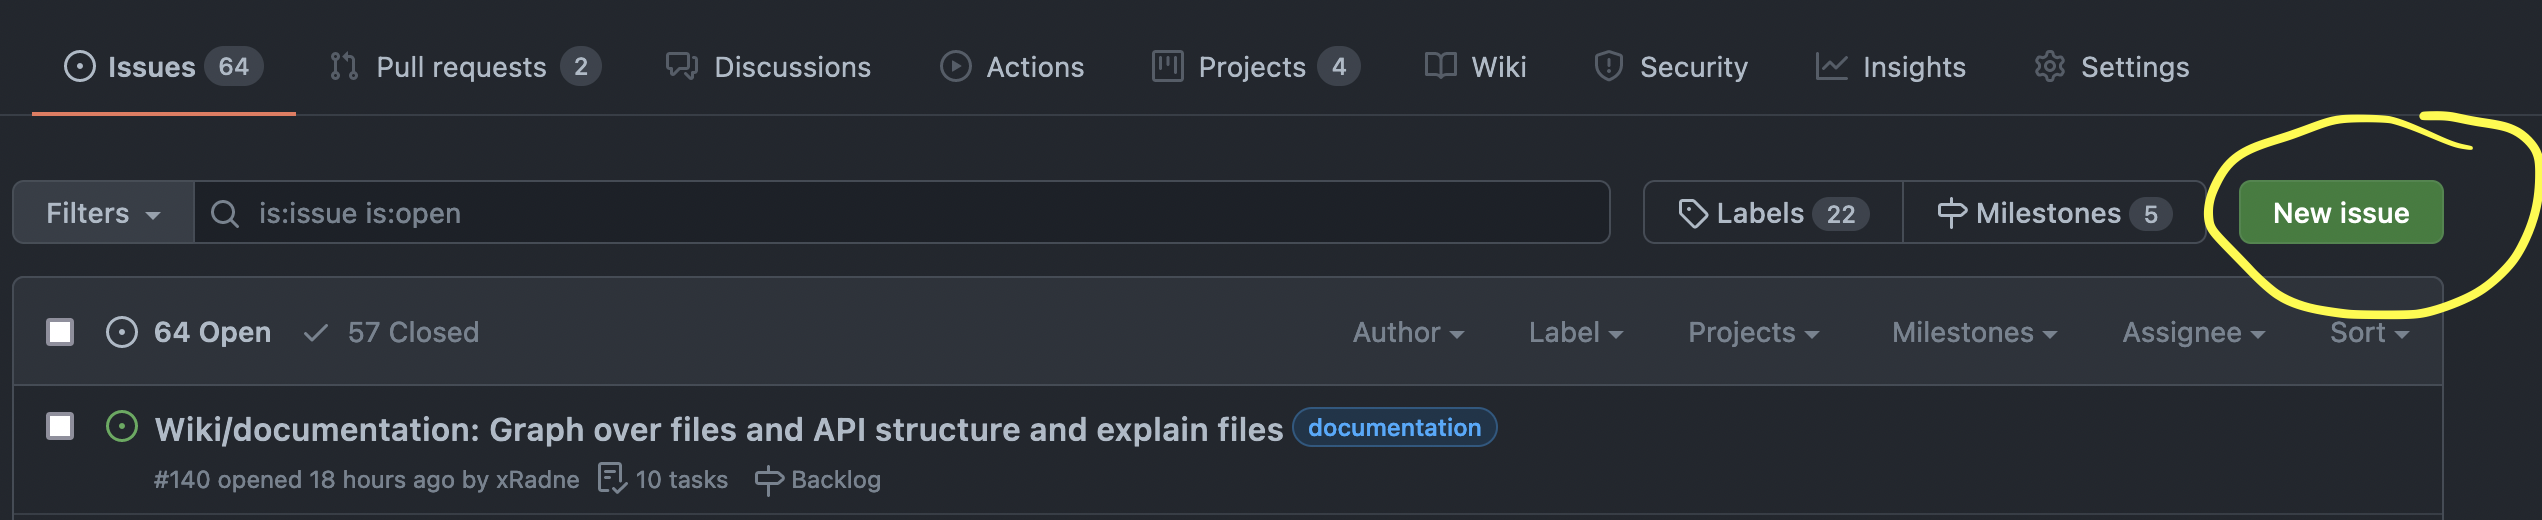 Issues 64 Pull requests 2 Discussions Actions Projects 4 Wiki Security Insights Settings
Filters is:issue is:open Labels 22 Milestones 5 New issue
64 Open 57 Closed Author Label Projects Milestones Assignee Sort
Wiki/documentation: Graph over files and API structure and explain files documentation
#140 opened 18 hours ago by xRadne 10 tasks Backlog